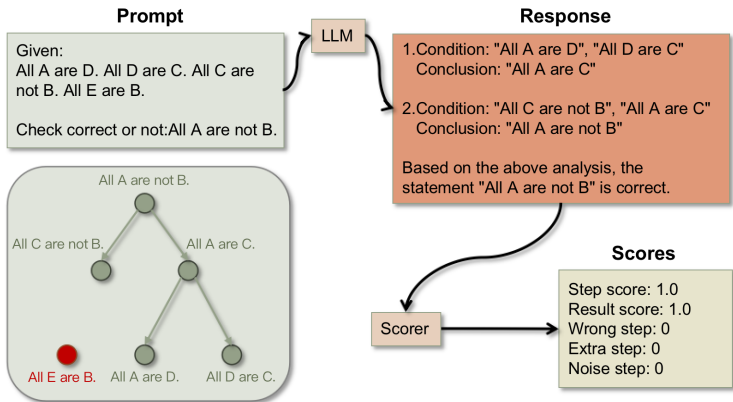 Prompt
Given:
All A are D. All D are C. All C are
not B. All E are B.
Check correct or not:All A are not B.
LLM
Response
1.Condition: "All A are D", "All D are C"
Conclusion: "All A are C"
2.Condition: "All C are not B", "All A are C"
Conclusion: "All A are not B"
Based on the above analysis, the
statement "All A are not B" is correct.
All A are not B.
All C are not B.
All A are C.
All E are B.
All A are D.
All D are C.
Scorer
Scores
Step score: 1.0
Result score: 1.0
Wrong step: 0
Extra step: 0
Noise step: 0